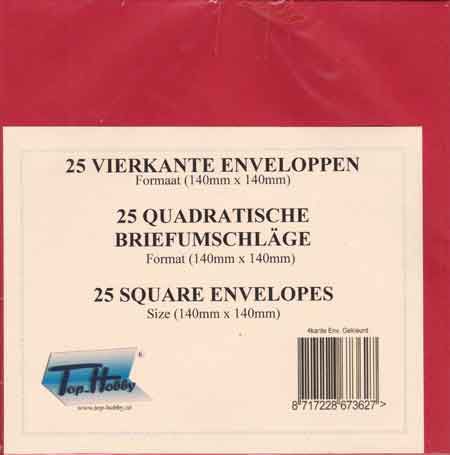 25 VIERKANTE ENVELOPPEN
Formaat (140mm x 140mm)
25 QUADRATISCHE
BRIEFUMSCHLÄGE
Format (140mm x 140mm)
25 SQUARE ENVELOPES
Size (140mm x 140mm)
4kante Env. Gekleurd
Top-Hobby®
www.top-hobby.nl
8 717228 673627 >